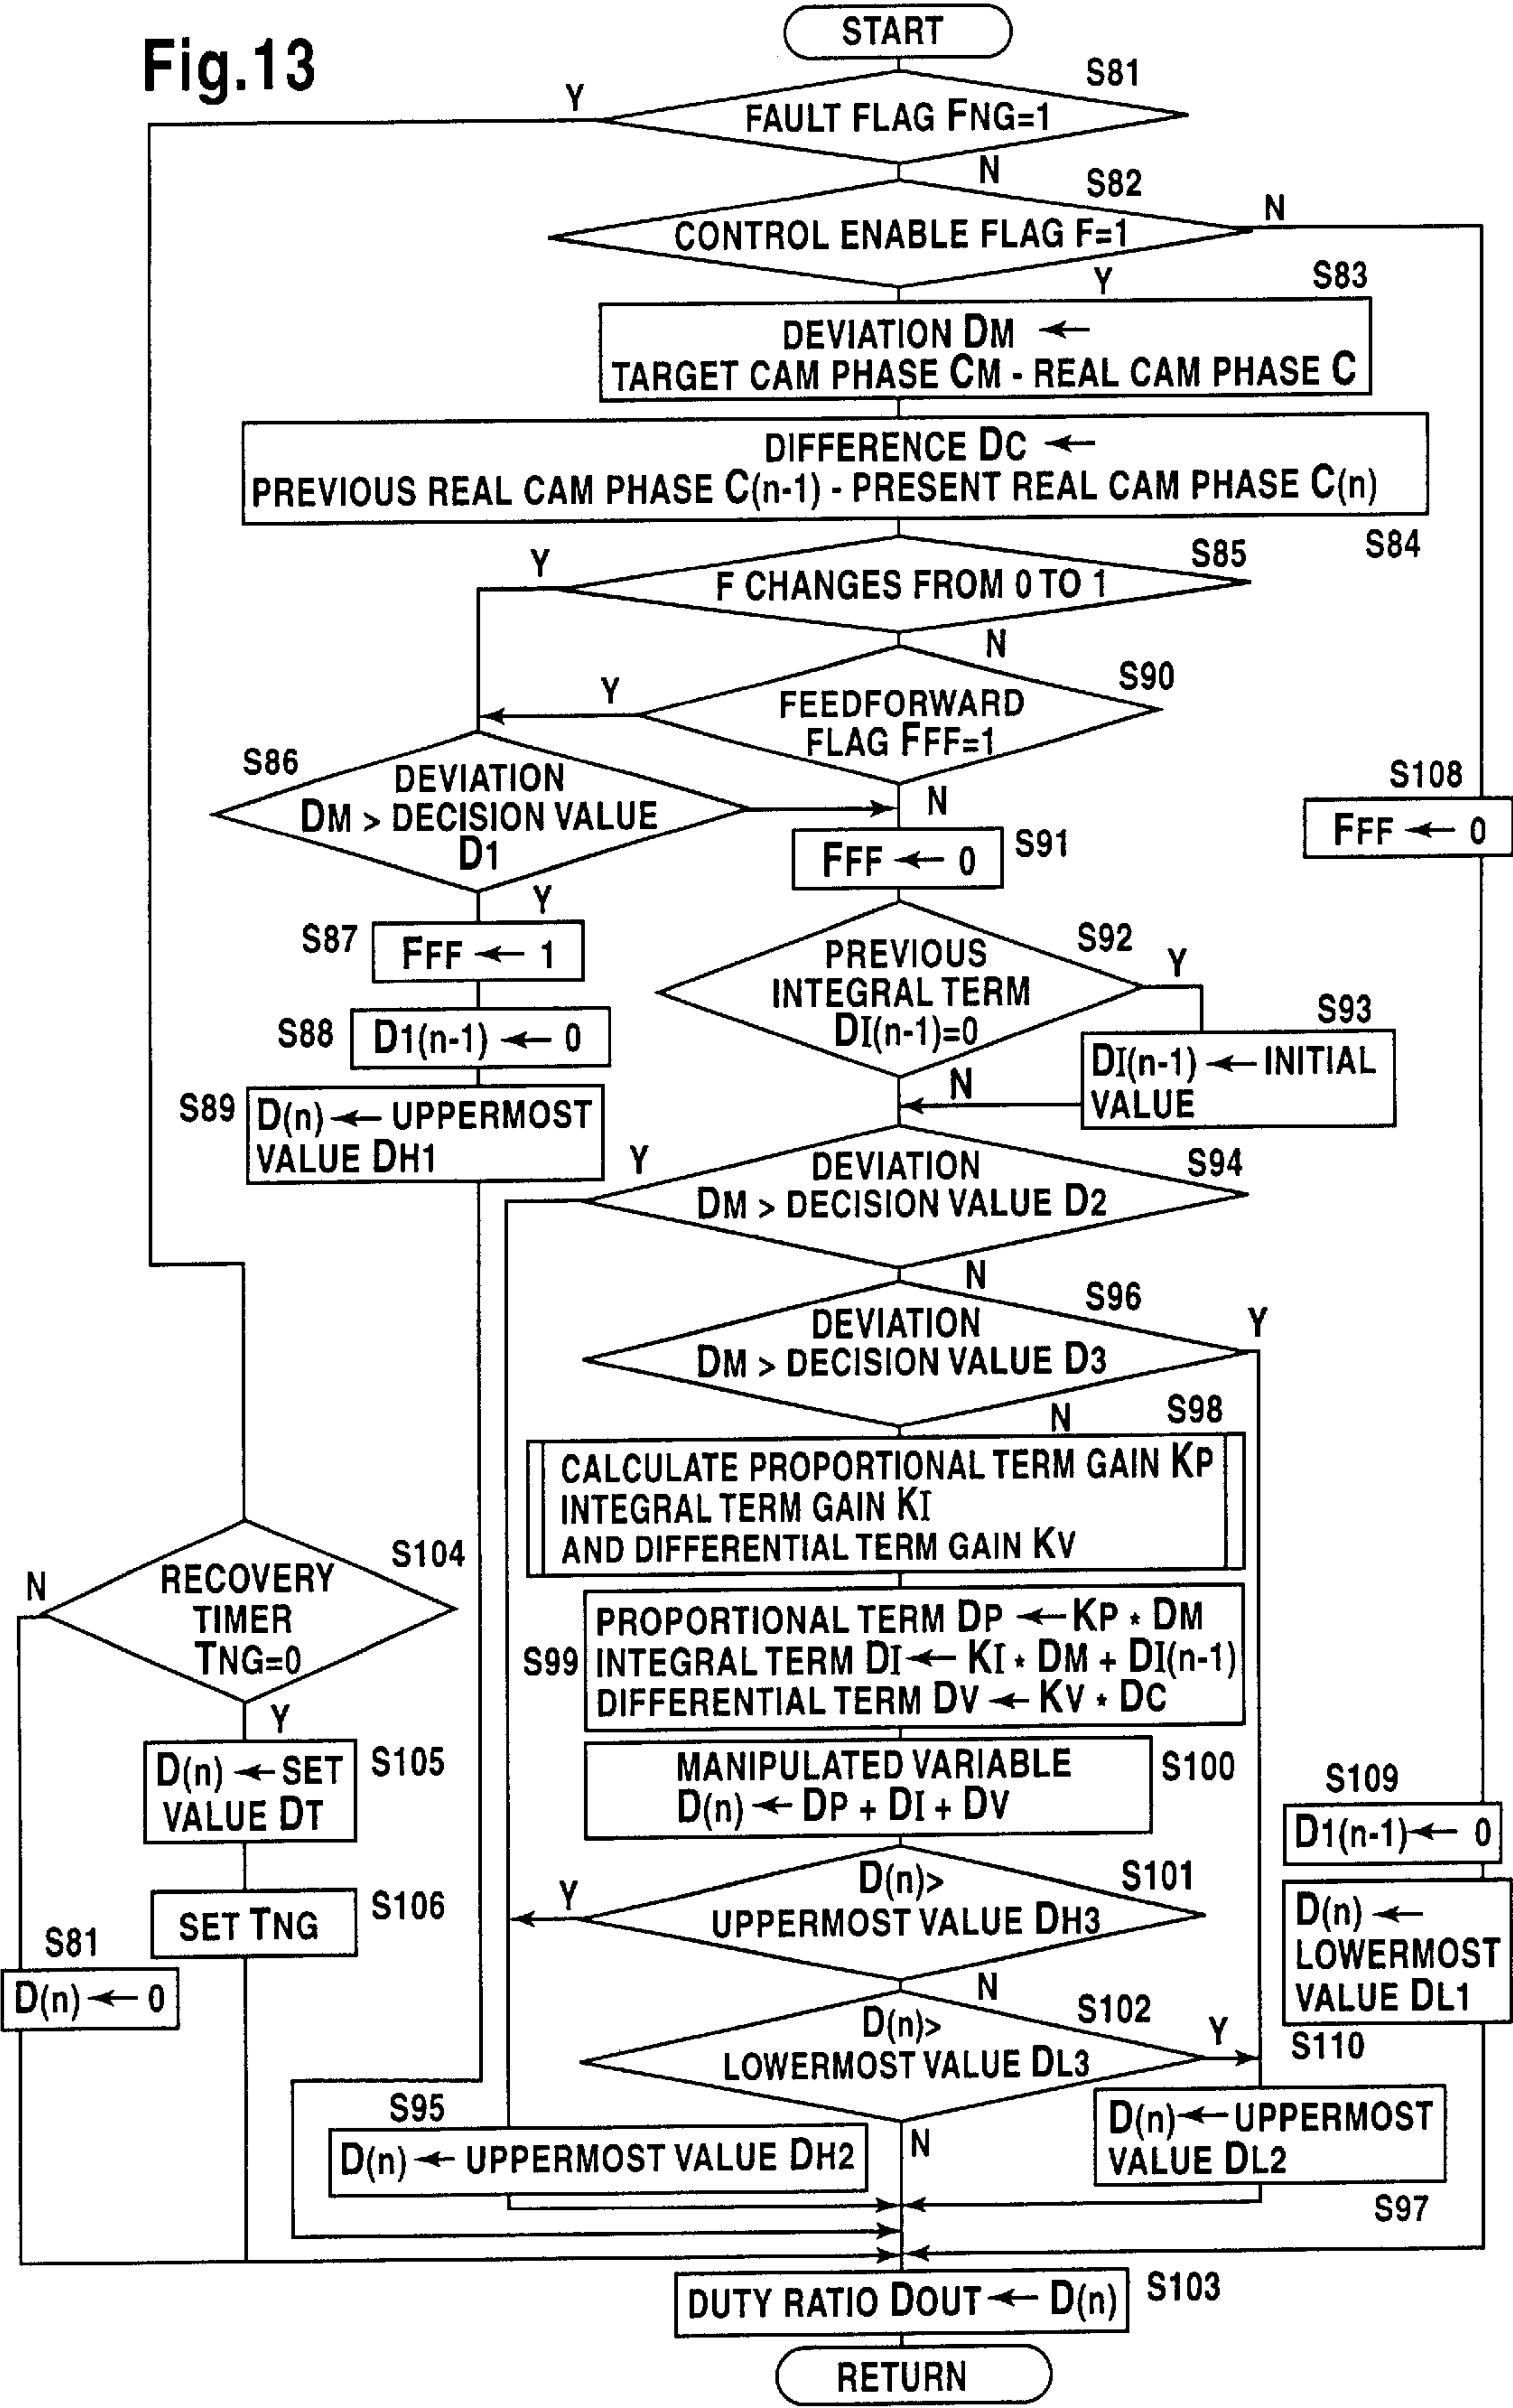 Fig.13
START
S81
Y
FAULT FLAG FNG=1
N
S82
N
CONTROL ENABLE FLAG F=1
Y
S83
DEVIATION DM ←
TARGET CAM PHASE CM - REAL CAM PHASE C
DIFFERENCE DC ←
PREVIOUS REAL CAM PHASE C(n-1) - PRESENT REAL CAM PHASE C(n)
S84
Y
S85
F CHANGES FROM 0 TO 1
N
S90
Y
FEEDFORWARD
FLAG FFF=1
N
S86
DEVIATION
DM > DECISION VALUE
D1
Y
S108
FFF ← 0
S91
FFF ← 0
S87
FFF ← 1
S92
PREVIOUS
INTEGRAL TERM
DI(n-1)=0
Y
N
S88
D1(n-1) ← 0
S93
DI(n-1) ← INITIAL
VALUE
S89
D(n) ← UPPERMOST
VALUE DH1
Y
S94
DEVIATION
DM > DECISION VALUE D2
N
S96
Y
DEVIATION
DM > DECISION VALUE D3
N
S98
CALCULATE PROPORTIONAL TERM GAIN KP
INTEGRAL TERM GAIN KI
AND DIFFERENTIAL TERM GAIN KV
S104
N
RECOVERY
TIMER
TNG=0
Y
S99
PROPORTIONAL TERM DP ← KP * DM
INTEGRAL TERM DI ← KI * DM + DI(n-1)
DIFFERENTIAL TERM DV ← KV * DC
S105
D(n) ← SET
VALUE DT
S100
MANIPULATED VARIABLE
D(n) ← DP + DI + DV
S109
D1(n-1) ← 0
S101
Y
D(n)>
UPPERMOST VALUE DH3
N
S106
SET TNG
S81
D(n) ← 0
D(n) ←
LOWERMOST
VALUE DL1
S110
S102
D(n)>
LOWERMOST VALUE DL3
Y
N
S95
D(n) ← UPPERMOST VALUE DH2
D(n) ← UPPERMOST
VALUE DL2
S97
DUTY RATIO DOUT ← D(n)
S103
RETURN